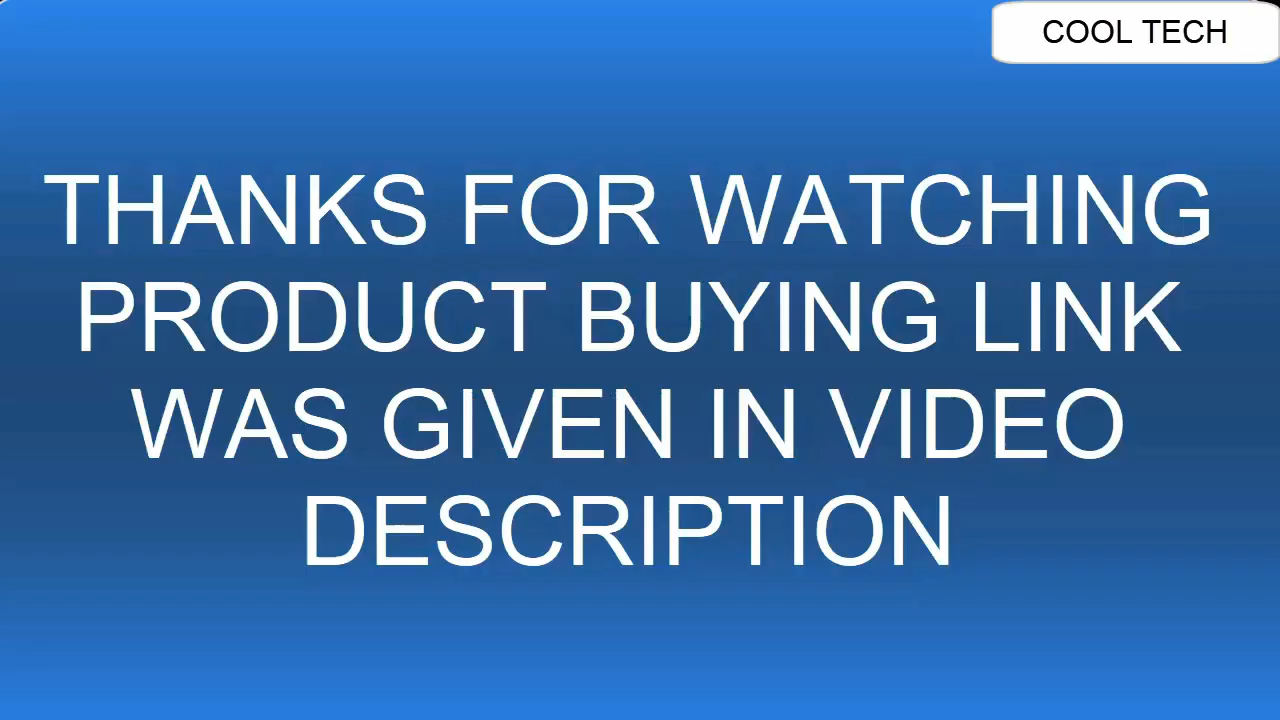 COOL TECH
THANKS FOR WATCHING
PRODUCT BUYING LINK
WAS GIVEN IN VIDEO
DESCRIPTION